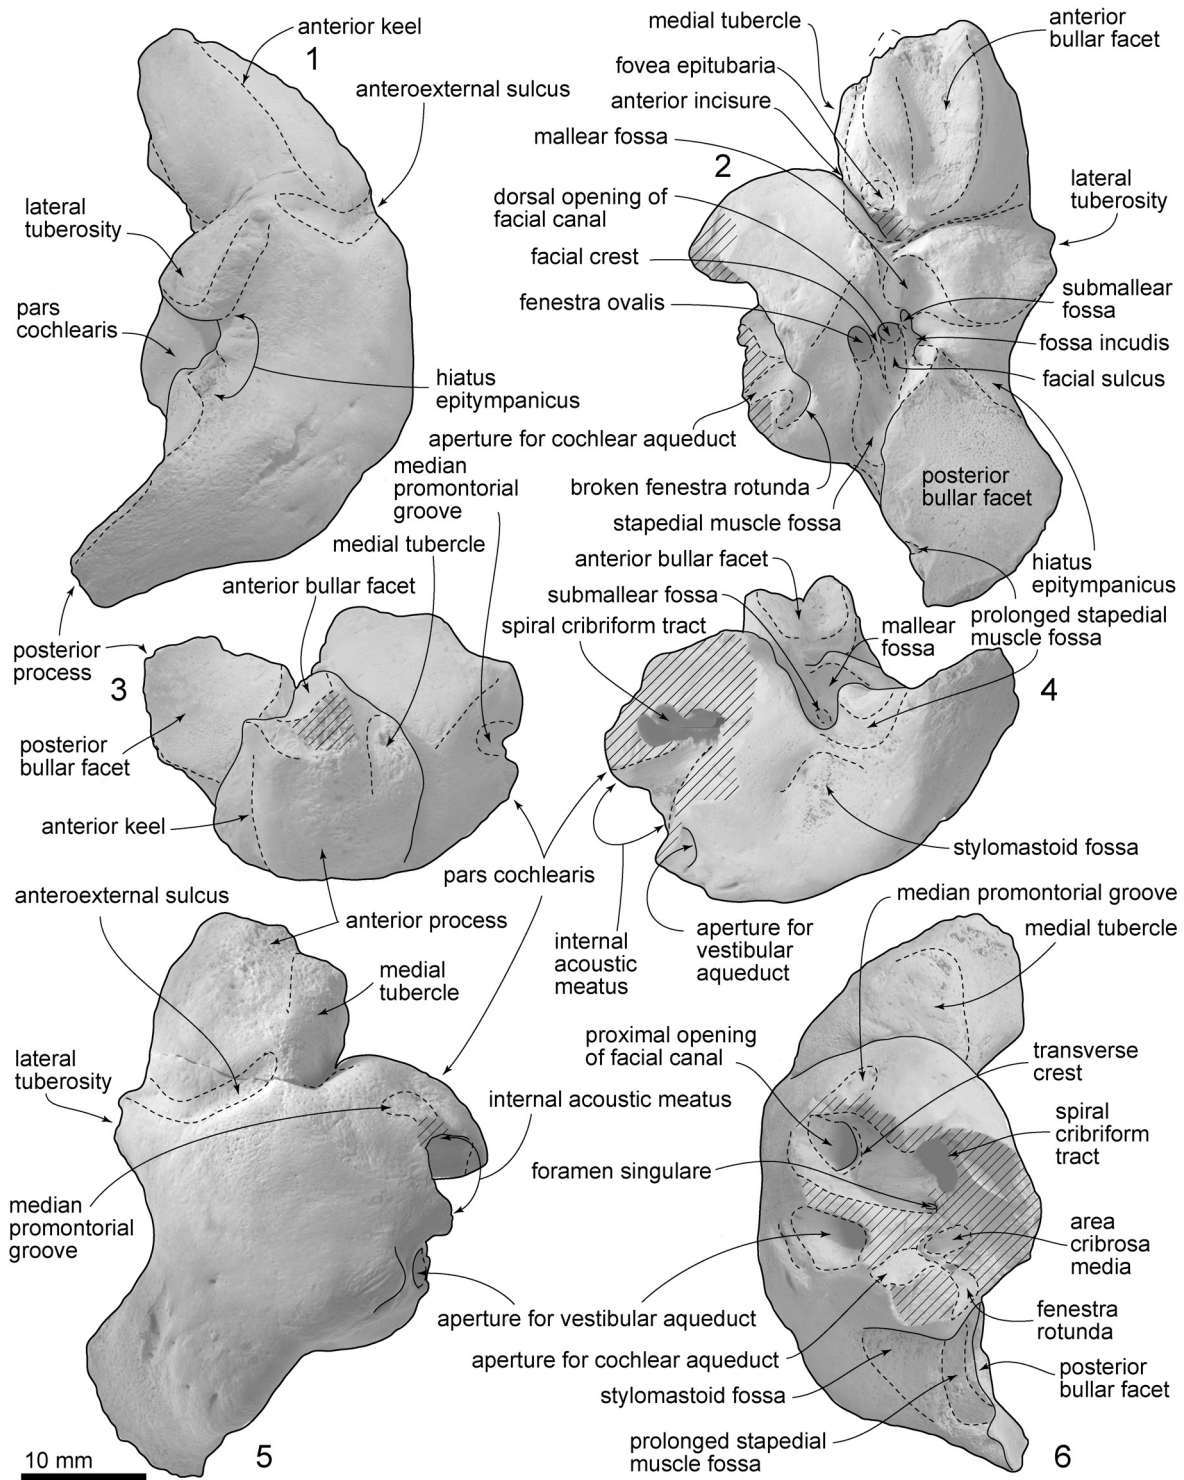 anterior keel
1
anteroexternal sulcus
lateral
tuberosity
pars
cochlearis
hiatus
epitympanicus
posterior
process
medial tubercle
anterior
bullar facet
fovea epitubaria
anterior incisure
mallear fossa
2
dorsal opening of
facial canal
lateral
tuberosity
facial crest
submallear
fossa
fenestra ovalis
fossa incudis
facial sulcus
aperture for cochlear aqueduct
posterior
bullar facet
broken fenestra rotunda
stapedial muscle fossa
hiatus
epitympanicus
median
promontorial
groove
medial tubercle
anterior bullar facet
3
posterior
bullar facet
anterior keel
pars cochlearis
anterior process
anterior bullar facet
submallear fossa
spiral cribriform tract
mallear
fossa
prolonged stapedial
muscle fossa
4
stylomastoid fossa
internal
acoustic
meatus
aperture for
vestibular
aqueduct
anteroexternal sulcus
medial
tubercle
lateral
tuberosity
internal acoustic meatus
median
promontorial
groove
aperture for vestibular aqueduct
5
10 mm
median promontorial groove
medial tubercle
proximal opening
of facial canal
transverse
crest
spiral
cribriform
tract
foramen singulare
area
cribrosa
media
fenestra
rotunda
aperture for cochlear aqueduct
stylomastoid fossa
posterior
bullar facet
prolonged stapedial
muscle fossa
6